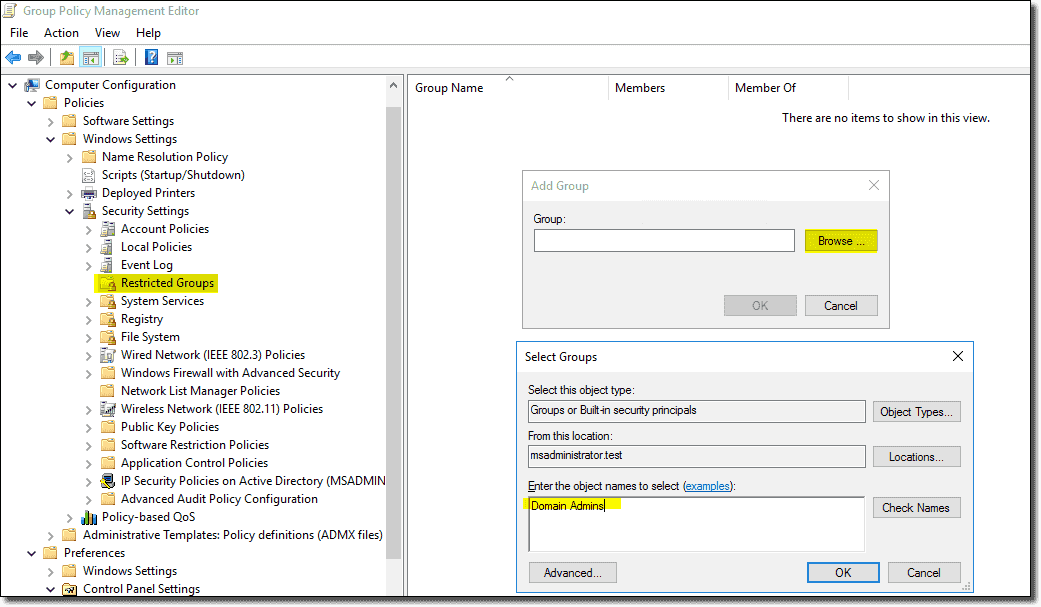 Group Policy Management Editor
File Action View Help
Computer Configuration
Policies
Software Settings
Windows Settings
Name Resolution Policy
Scripts (Startup/Shutdown)
Deployed Printers
Security Settings
Account Policies
Local Policies
Event Log
Restricted Groups
System Services
Registry
File System
Wired Network (IEEE 802.3) Policies
Windows Firewall with Advanced Security
Network List Manager Policies
Wireless Network (IEEE 802.11) Policies
Public Key Policies
Software Restriction Policies
Application Control Policies
IP Security Policies on Active Directory (MSADMIN
Advanced Audit Policy Configuration
Policy-based QoS
Administrative Templates: Policy definitions (ADMX files)
Preferences
Windows Settings
Control Panel Settings
Group Name Members Member Of
There are no items to show in this view.
Add Group
Group:
Browse ...
OK Cancel
Select Groups
Select this object type:
Groups or Built-in security principals Object Types...
From this location:
msadministrator.test Locations...
Enter the object names to select (examples):
Domain Admins Check Names
Advanced... OK Cancel